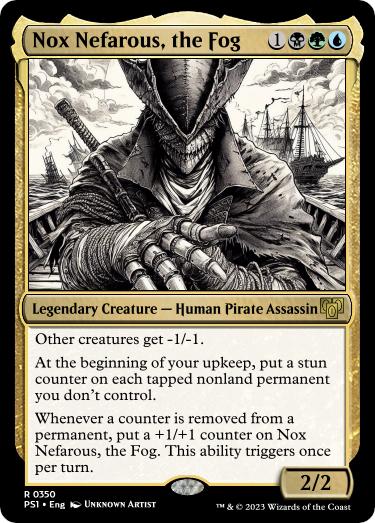 Nox Nefarous, the Fog
1
Legendary Creature — Human Pirate Assassin
Other creatures get -1/-1.
At the beginning of your upkeep, put a stun
counter on each tapped nonland permanent
you don't control.
Whenever a counter is removed from a
permanent, put a +1/+1 counter on Nox
Nefarous, the Fog. This ability triggers once
per turn.
2/2
R 0350
PS1 • Eng Unknown Artist
™ & © 2023 Wizards of the Coast